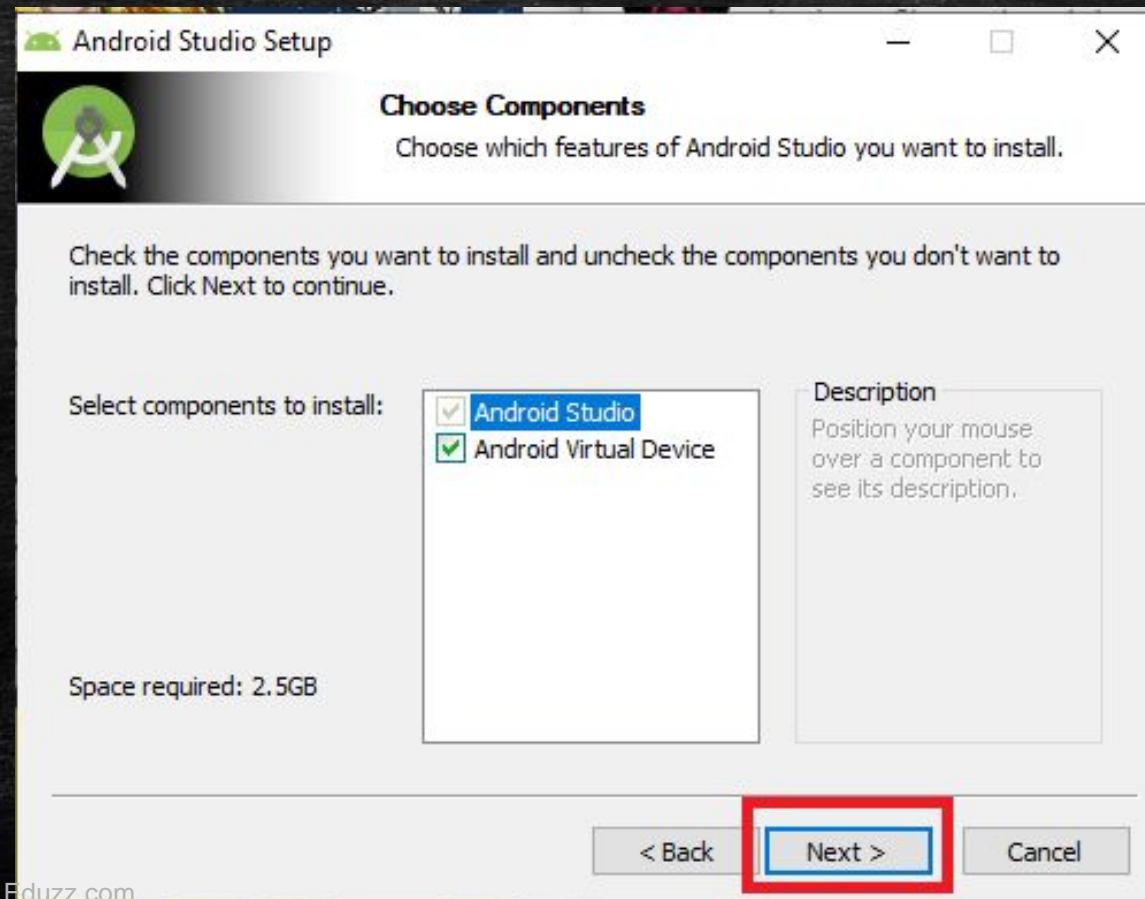 Android Studio Setup
Choose Components
Choose which features of Android Studio you want to install.
Check the components you want to install and uncheck the components you don't want to
install. Click Next to continue.
Select components to install:
Android Studio
Android Virtual Device
Description
Position your mouse
over a component to
see its description.
Space required: 2.5GB
< Back
Next >
Cancel
Eduzz.com